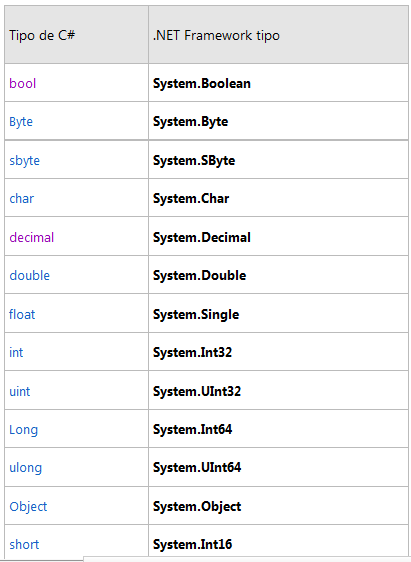 Tipo de C# .NET Framework tipo
bool System.Boolean
Byte System.Byte
sbyte System.SByte
char System.Char
decimal System.Decimal
double System.Double
float System.Single
int System.Int32
uint System.UInt32
Long System.Int64
ulong System.UInt64
Object System.Object
short System.Int16